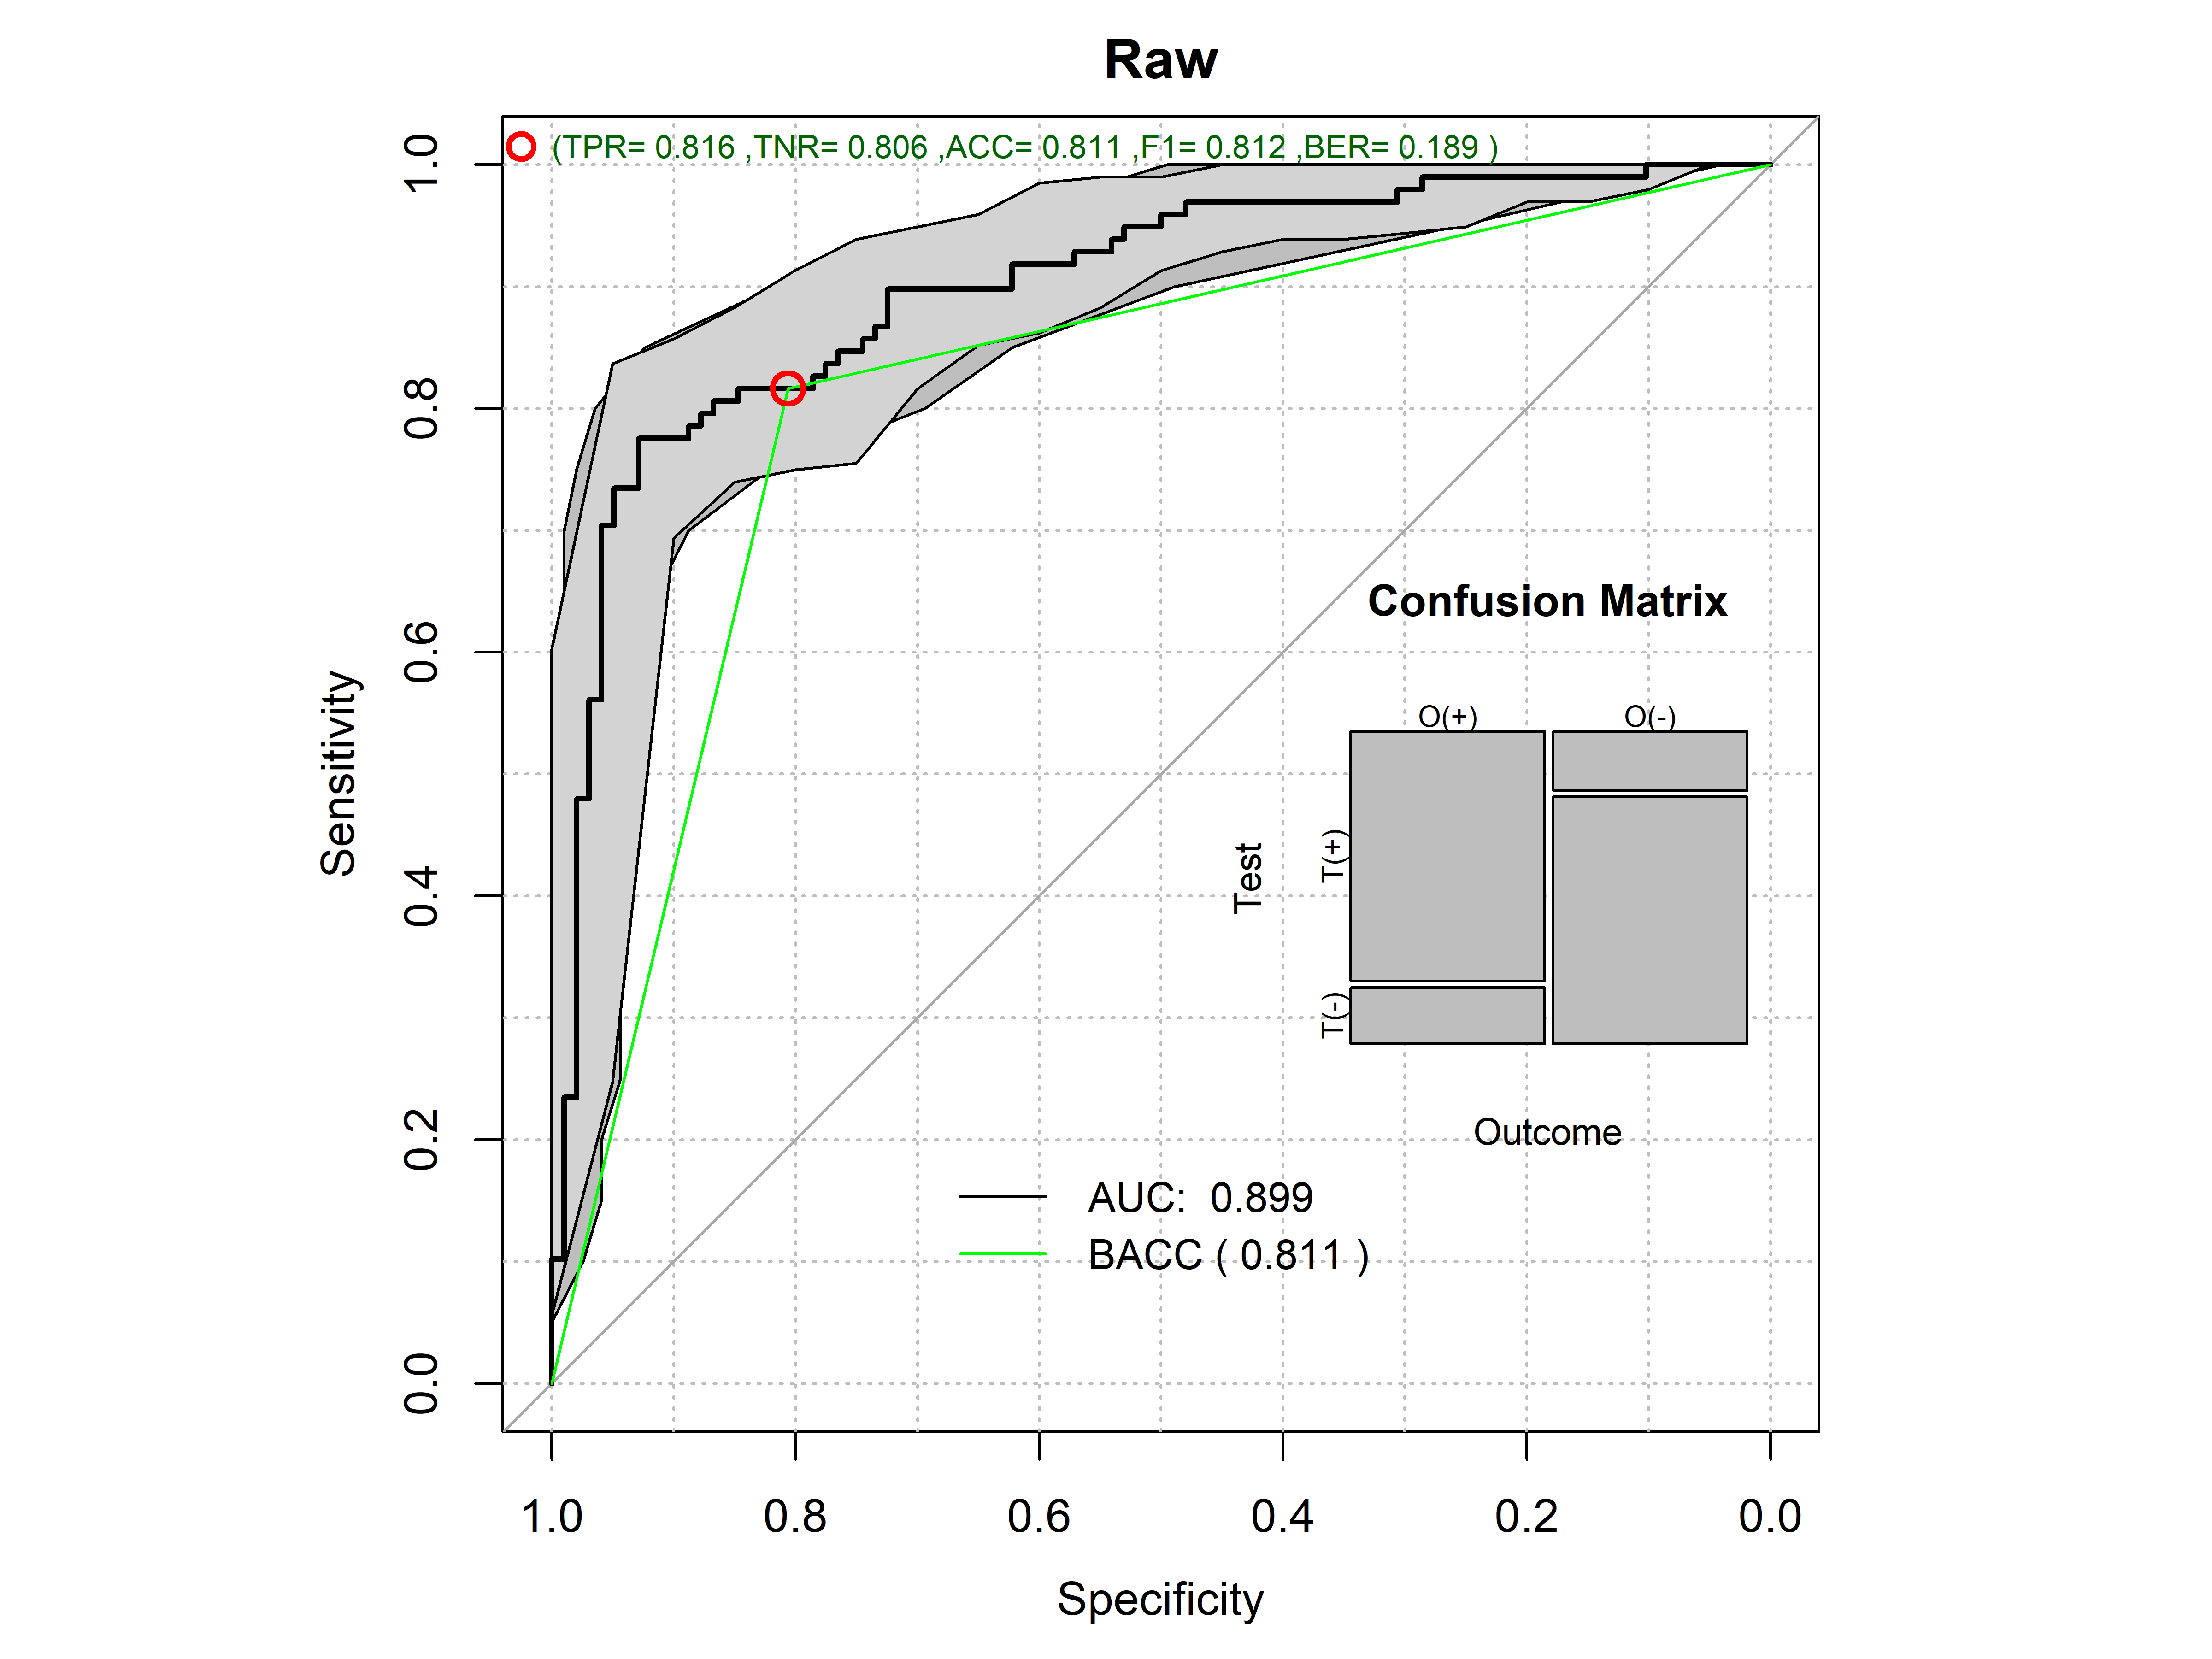 Raw
(TPR= 0.816 ,TNR= 0.806 ,ACC= 0.811 ,F1= 0.812 ,BER= 0.189 )
1.0
0.8
0.6
0.4
0.2
0.0
Sensitivity
Confusion Matrix
O(+) O(-)
T(+)
T(-)
Test
Outcome
AUC: 0.899
BACC ( 0.811 )
1.0 0.8 0.6 0.4 0.2 0.0
Specificity